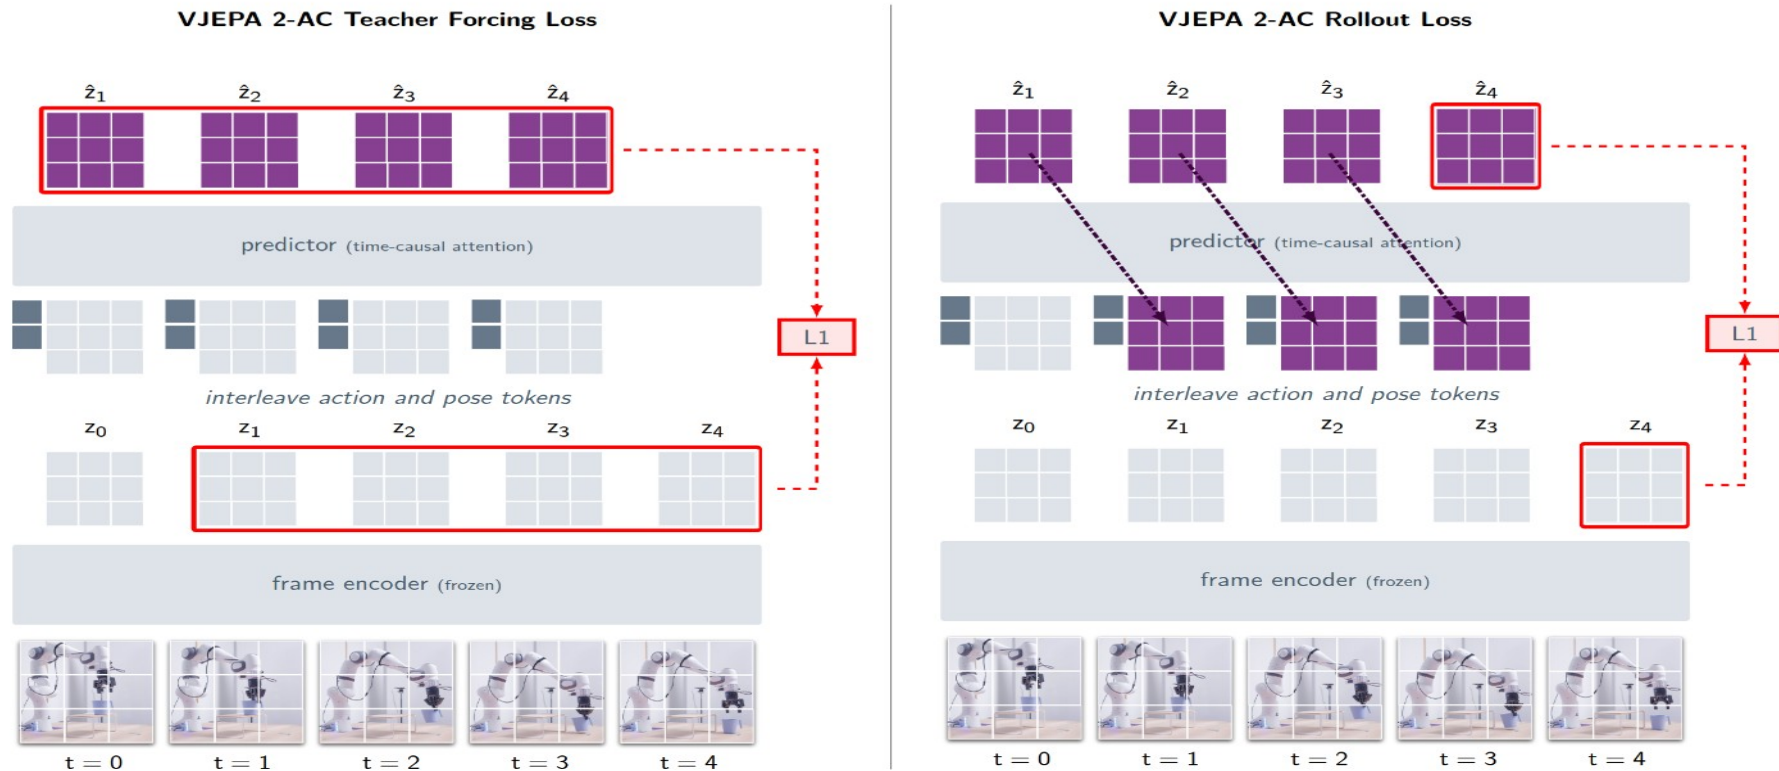 VJEPA 2-AC Teacher Forcing Loss
ẑ₁ ẑ₂ ẑ₃ ẑ₄
predictor (time-causal attention)
L1
interleave action and pose tokens
z₀ z₁ z₂ z₃ z₄
frame encoder (frozen)
t = 0 t = 1 t = 2 t = 3 t = 4
VJEPA 2-AC Rollout Loss
ẑ₁ ẑ₂ ẑ₃ ẑ₄
predictor (time-causal attention)
L1
interleave action and pose tokens
z₀ z₁ z₂ z₃ z₄
frame encoder (frozen)
t = 0 t = 1 t = 2 t = 3 t = 4